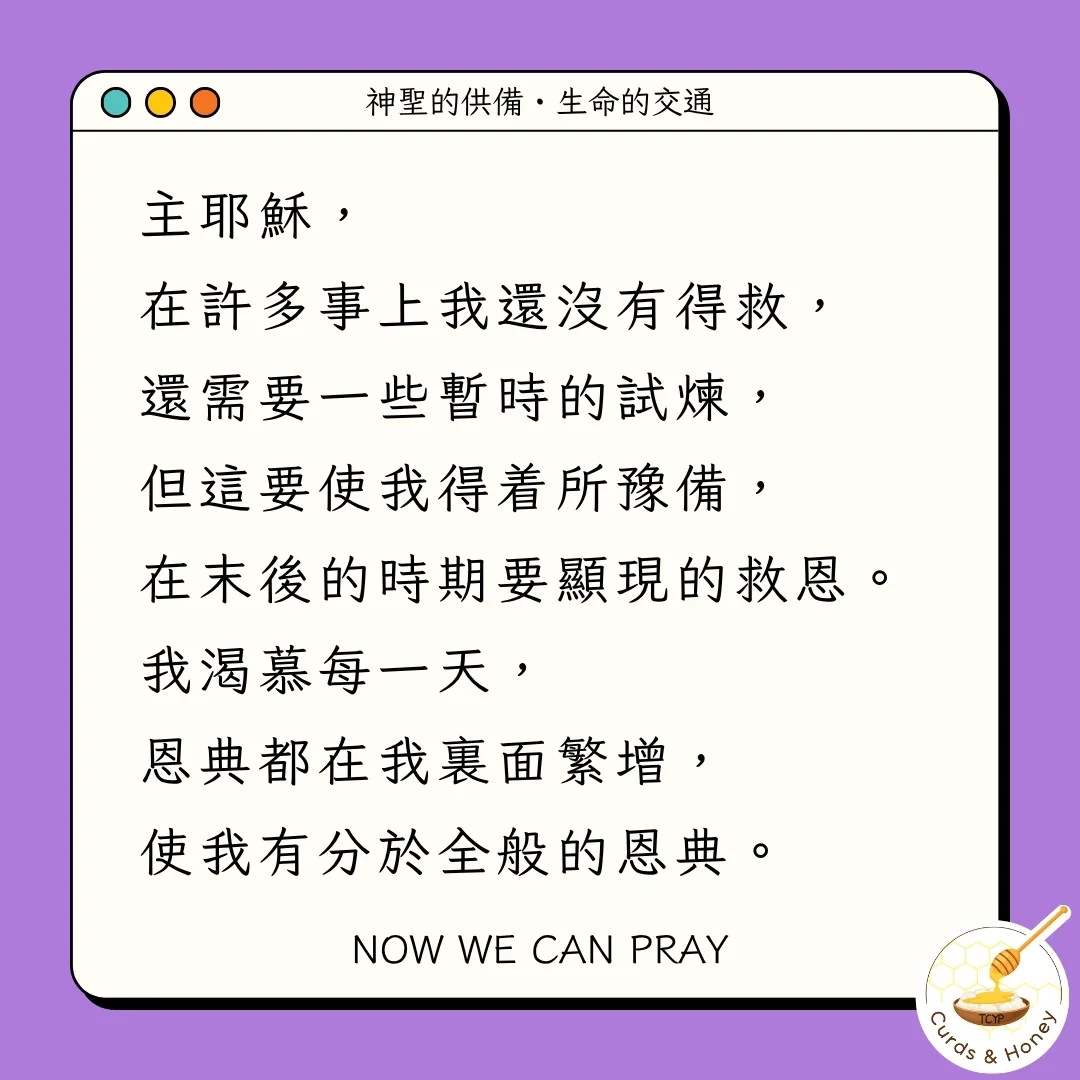 神聖的供備・生命的交通
主耶穌，
在許多事上我還沒有得救，
還需要一些暫時的試煉，
但這要使我得着所豫備，
在末後的時期要顯現的救恩。
我渴慕每一天，
恩典都在我裏面繁增，
使我有分於全般的恩典。
NOW WE CAN PRAY
TCYP
Curds & Honey